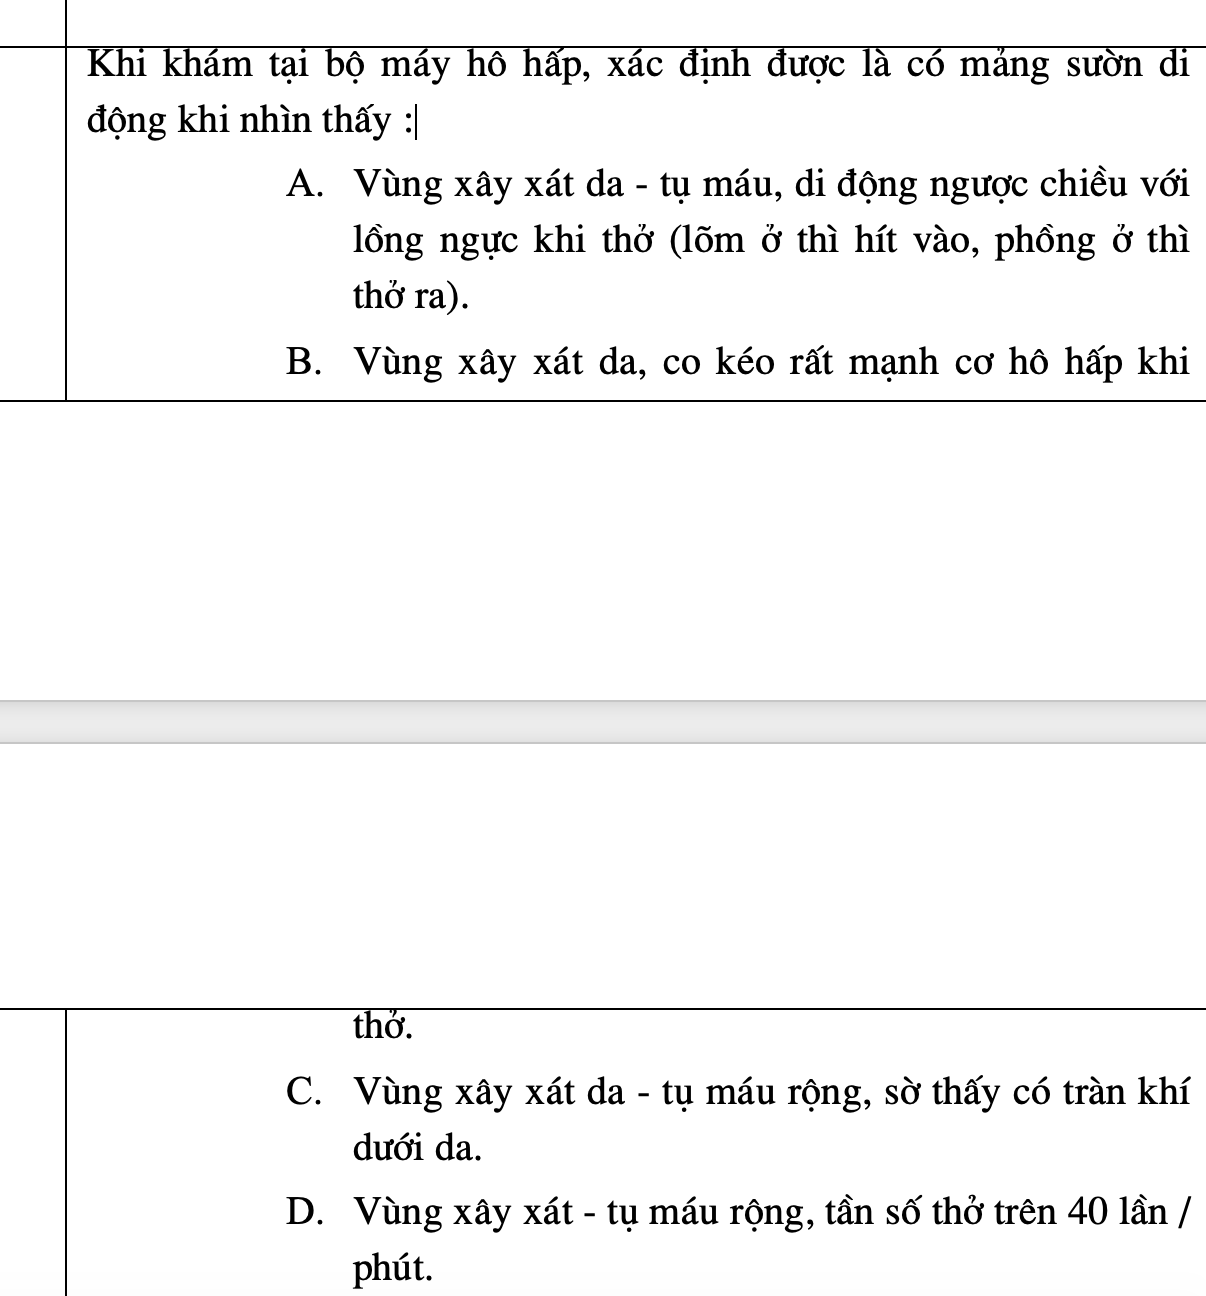 Khi khám tại bộ máy hô hấp, xác định được là có mảng sườn di
động khi nhìn thấy :
A. Vùng xây xát da - tụ máu, di động ngược chiều với
lồng ngực khi thở (lõm ở thì hít vào, phồng ở thì
thở ra).
B. Vùng xây xát da, co kéo rất mạnh cơ hô hấp khi
thở.
C. Vùng xây xát da - tụ máu rộng, sờ thấy có tràn khí
dưới da.
D. Vùng xây xát - tụ máu rộng, tần số thở trên 40 lần /
phút.